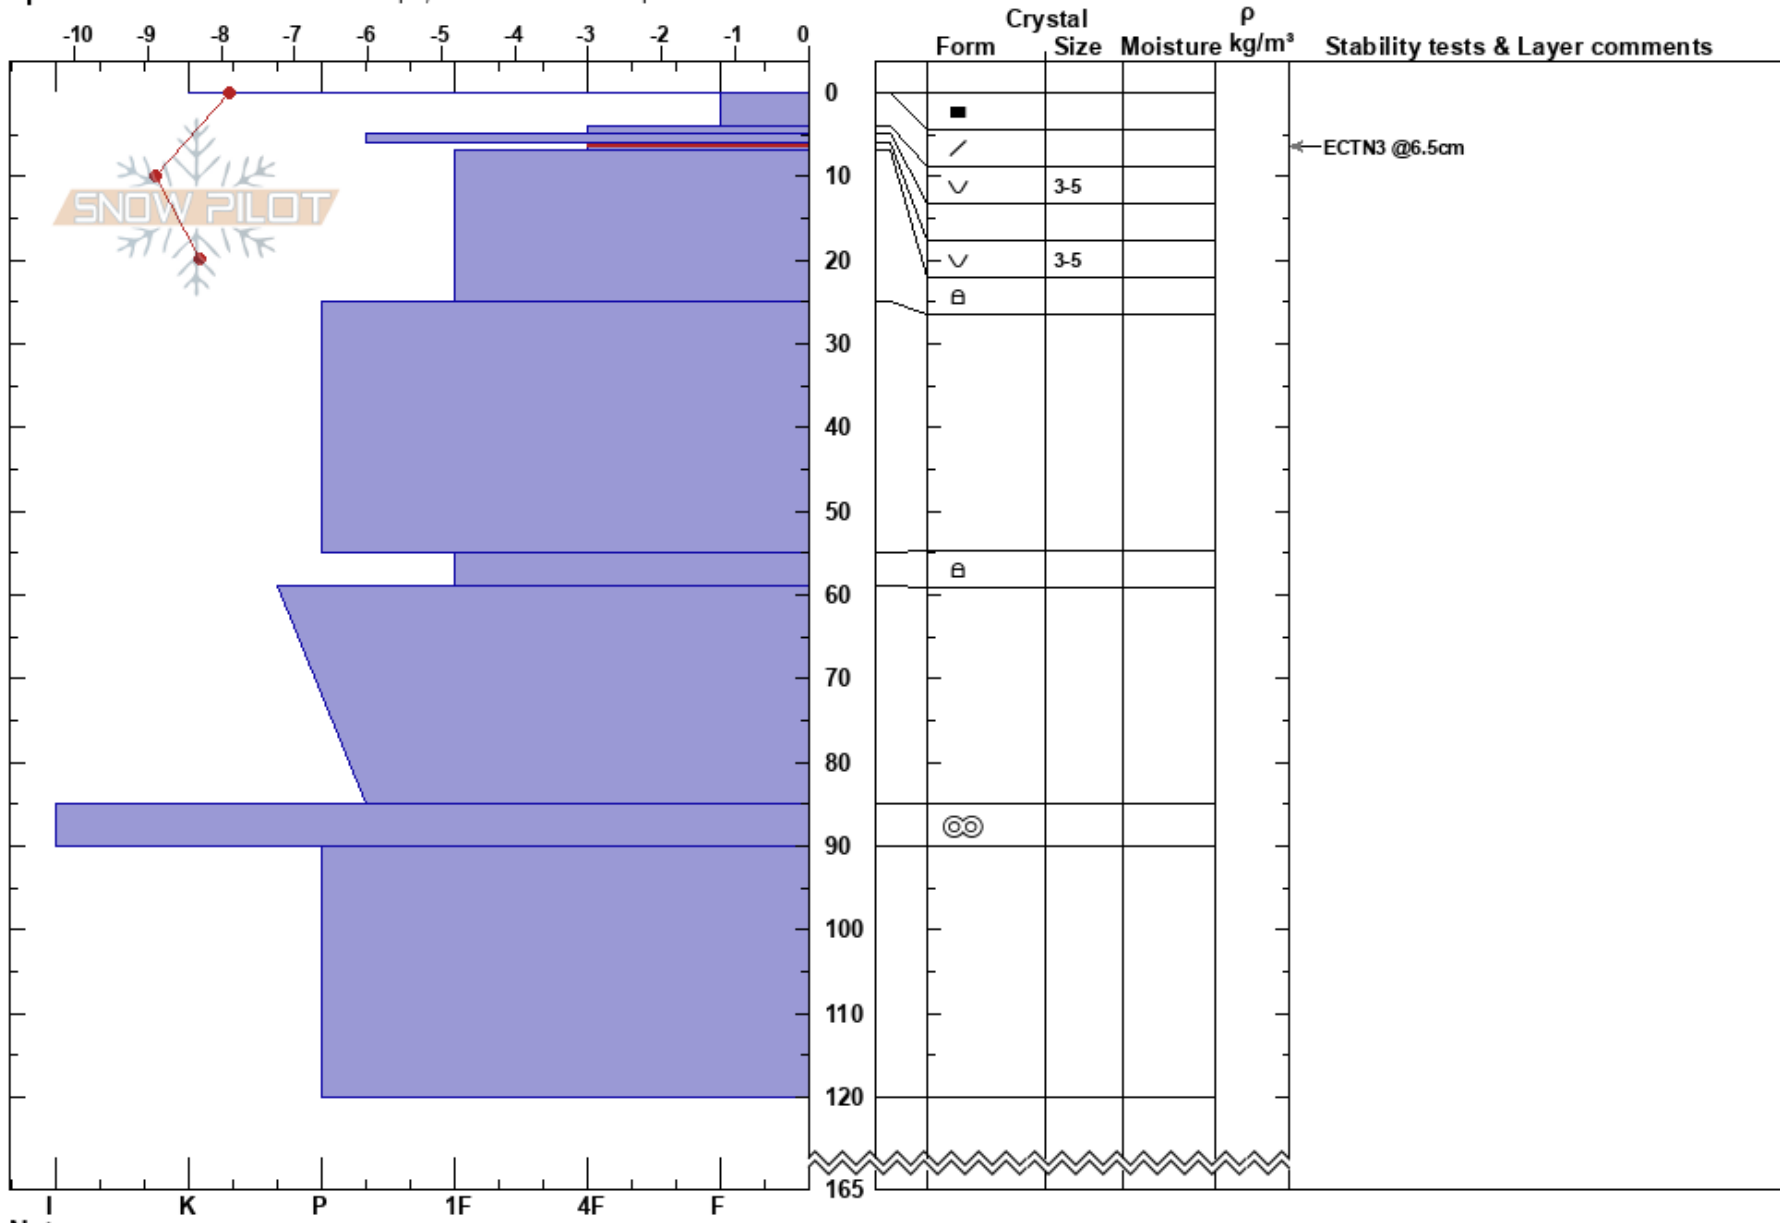 Crystal ρ
-10 -9 -8 -7 -6 -5 -4 -3 -2 -1 0 Form Size Moisture kg/m³ Stability tests & Layer comments
0
ECTN3 @6.5cm
10 3-5
SNOW PILOT
20 3-5
30
40
50
60
70
80
90
100
110
120
165
I K P 1F 4F F